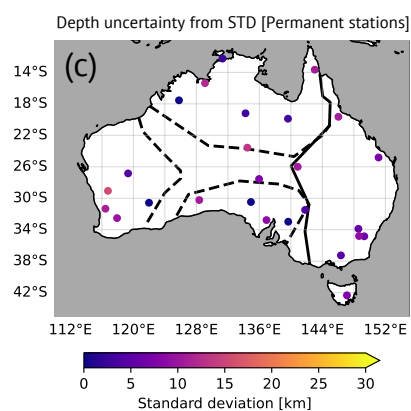 Depth uncertainty from STD [Permanent stations]
(c)
14°S
18°S
22°S
26°S
30°S
34°S
38°S
42°S
112°E 120°E 128°E 136°E 144°E 152°E
0 5 10 15 20 25 30
Standard deviation [km]